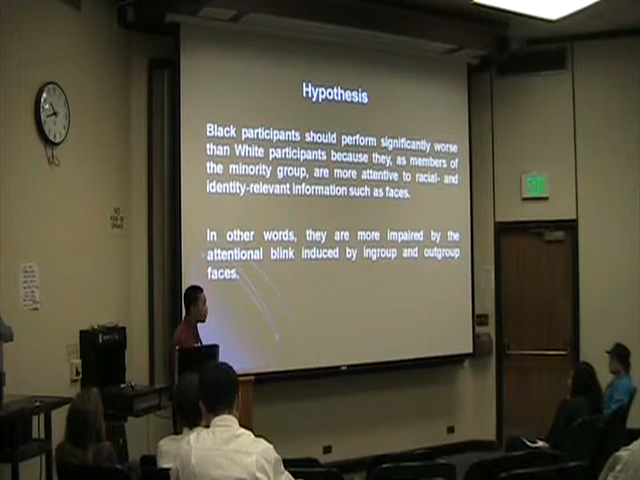 Hypothesis
Black participants should perform significantly worse
than White participants because they, as members of
the minority group, are more attentive to racial- and
identity-relevant information such as faces.
In other words, they are more impaired by the
attentional blink induced by ingroup and outgroup
faces.
EXIT